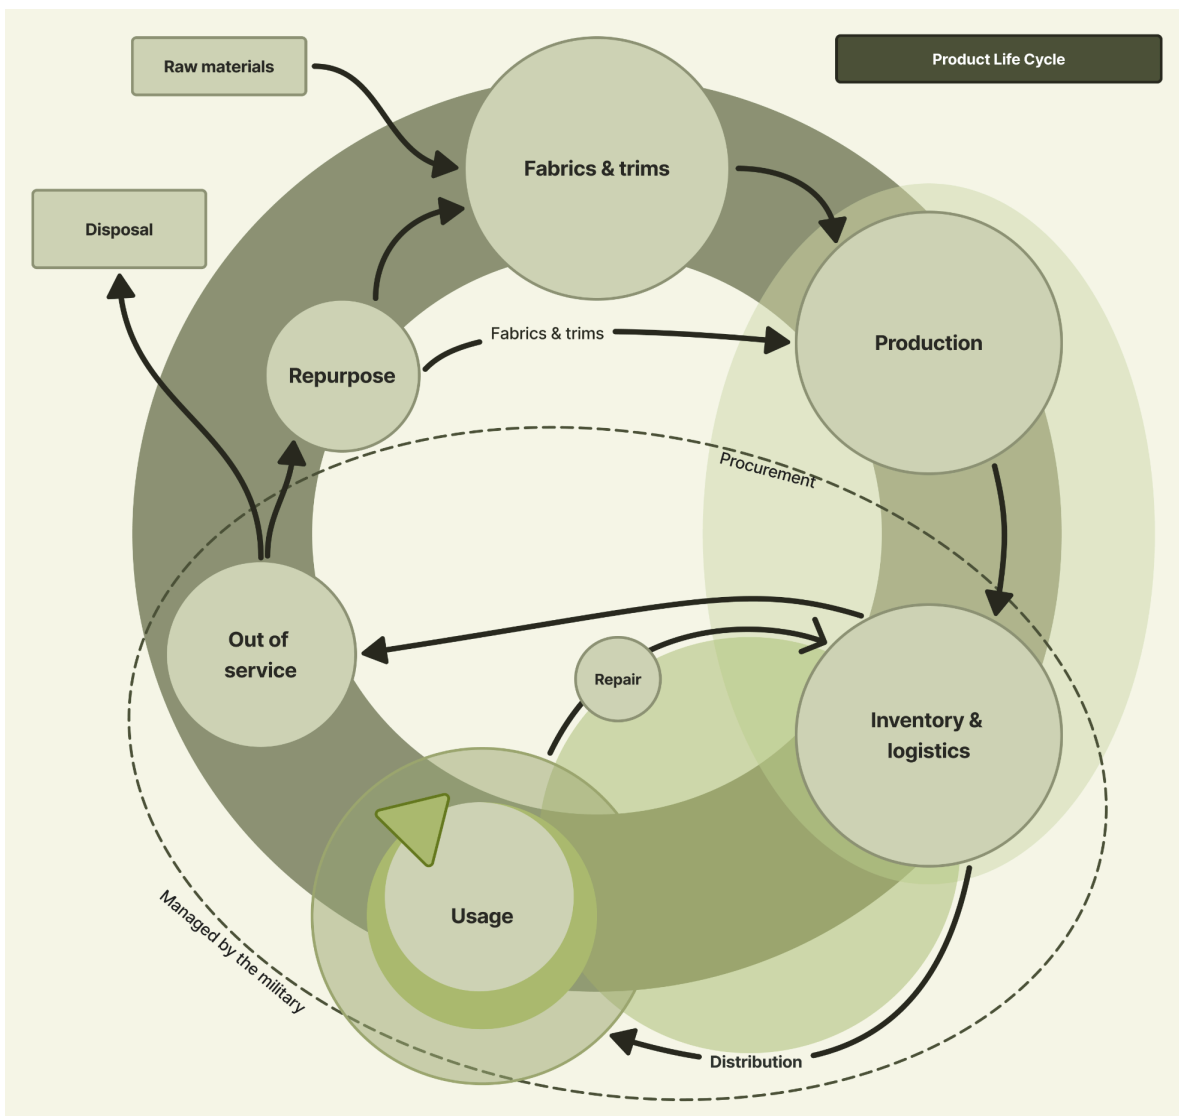 Raw materials
Product Life Cycle
Fabrics & trims
Disposal
Production
Fabrics & trims
Repurpose
Procurement
Out of
service
Repair
Inventory &
logistics
Usage
Managed by the military
Distribution